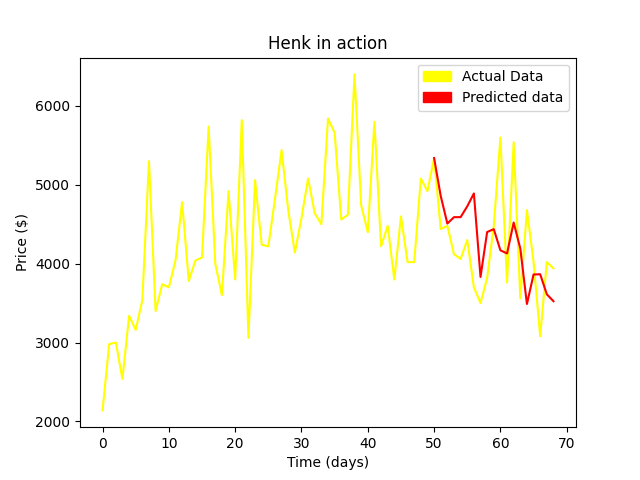 Henk in action
Actual Data
Predicted data
Price ($)
6000
5000
4000
3000
2000
0 10 20 30 40 50 60 70
Time (days)